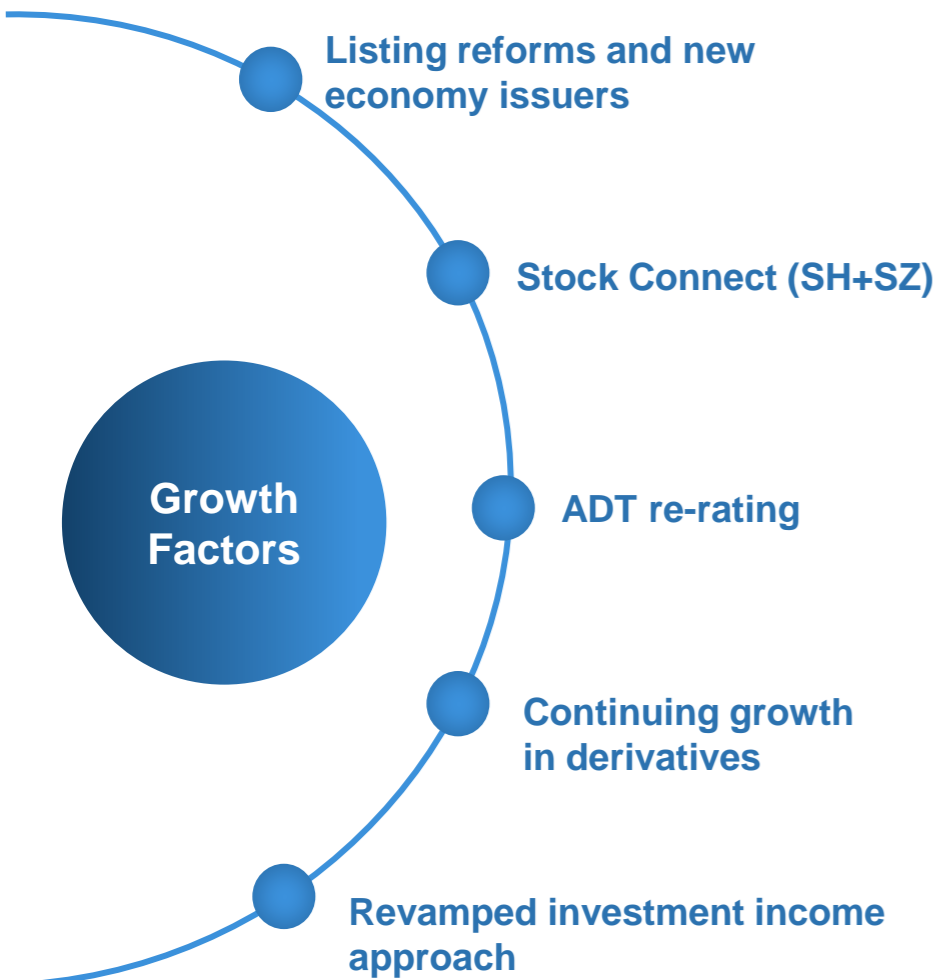 Listing reforms and new
economy issuers
Stock Connect (SH+SZ)
Growth
Factors
ADT re-rating
Continuing growth
in derivatives
Revamped investment income
approach